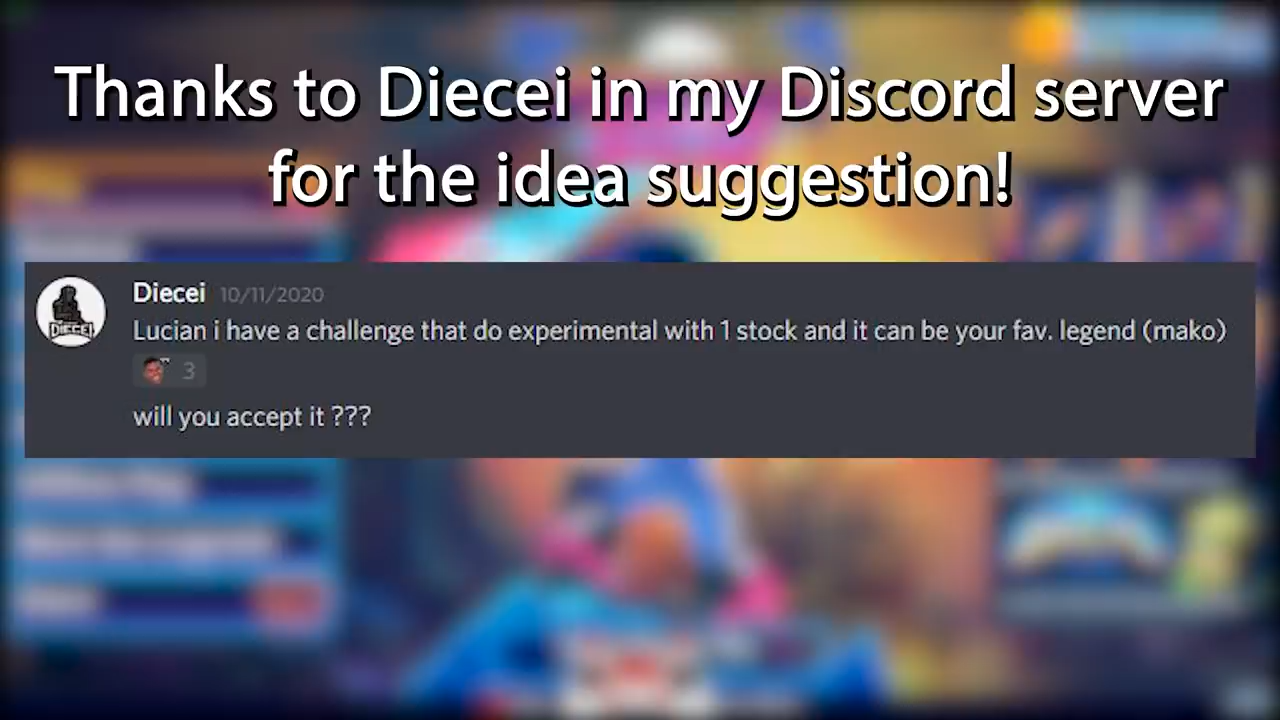 Thanks to Diecei in my Discord server
for the idea suggestion!
DIECEI
Diecei 10/11/2020
Lucian i have a challenge that do experimental with 1 stock and it can be your fav. legend (mako)
3
will you accept it ???